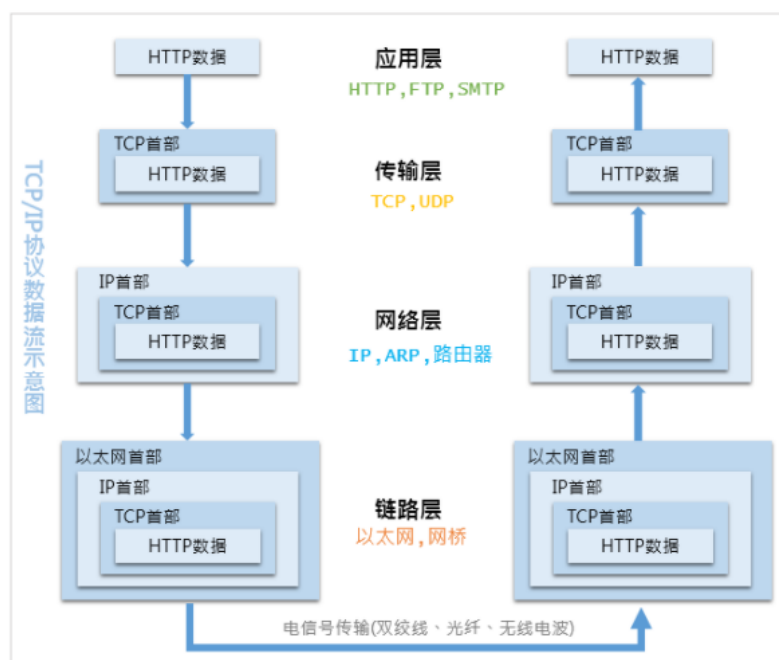 TCP/IP协议数据流示意图
HTTP数据
应用层
HTTP,FTP,SMTP
HTTP数据
TCP首部
HTTP数据
传输层
TCP,UDP
TCP首部
HTTP数据
IP首部
TCP首部
HTTP数据
网络层
IP,ARP,路由器
IP首部
TCP首部
HTTP数据
以太网首部
IP首部
TCP首部
HTTP数据
链路层
以太网,网桥
以太网首部
IP首部
TCP首部
HTTP数据
电信号传输(双绞线、光纤、无线电波)